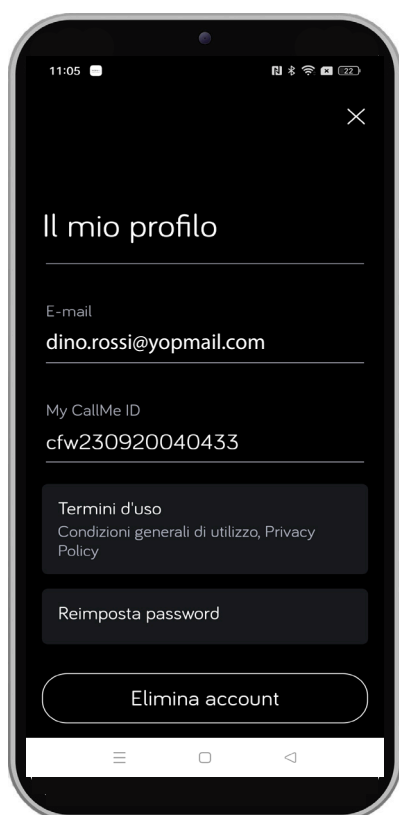 11:05
22
Il mio profilo
E-mail
dino.rossi@yopmail.com
My CallMe ID
cfw230920040433
Termini d'uso
Condizioni generali di utilizzo, Privacy
Policy
Reimposta password
Elimina account